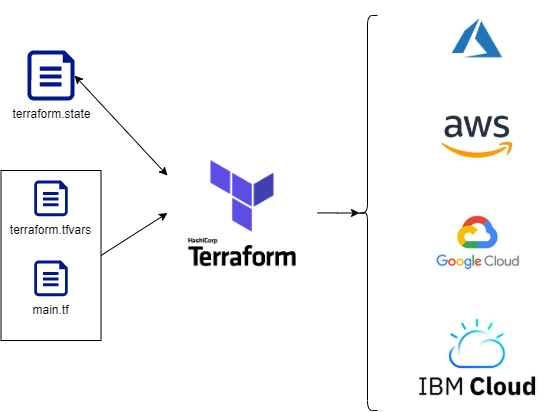 terraform.state
terraform.tfvars
main.tf
HashiCorp
Terraform
aws
Google Cloud
IBM Cloud